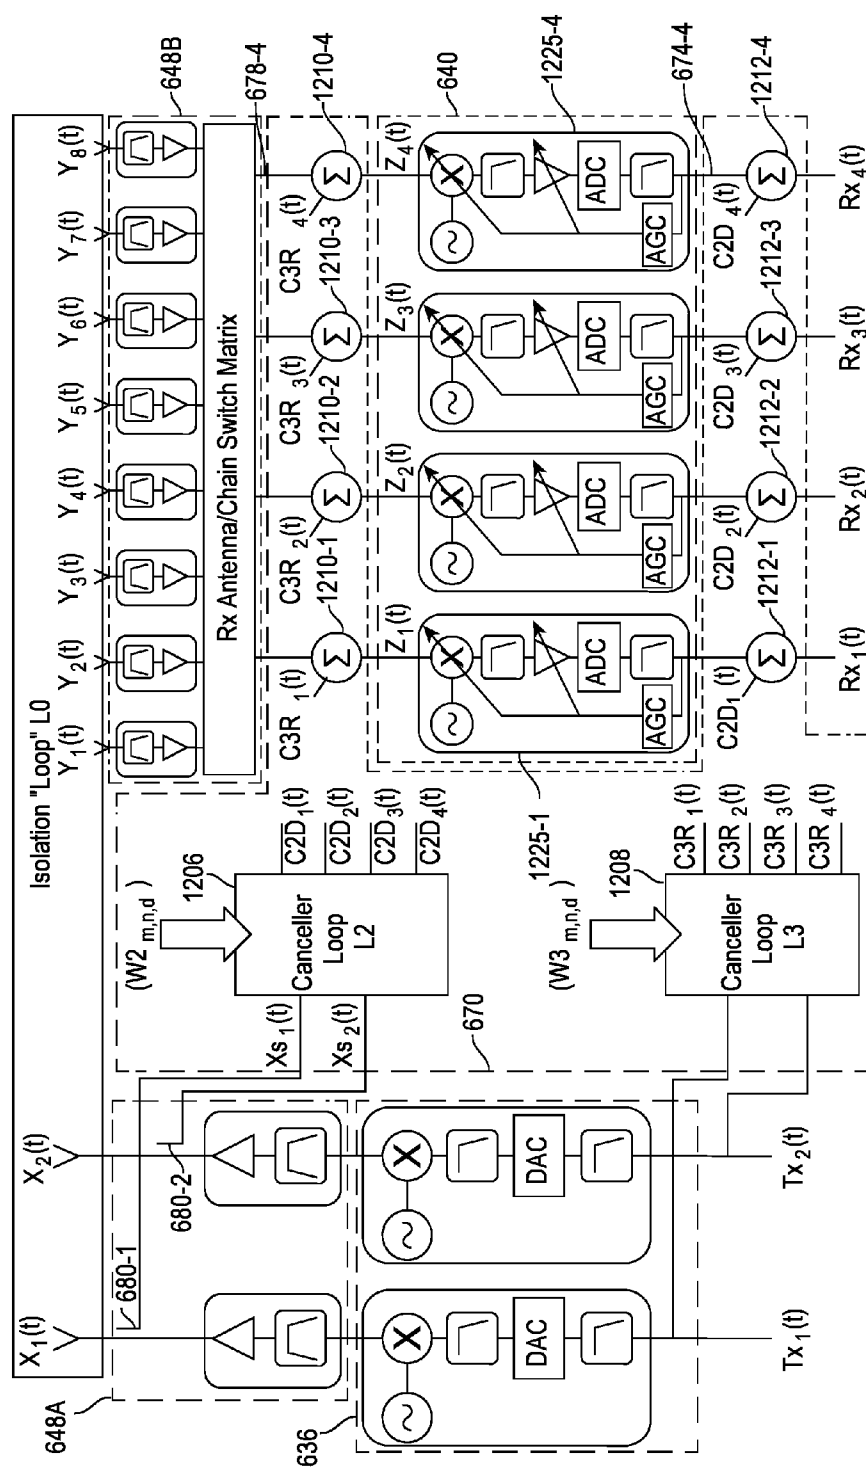 Isolation "Loop" L0
X1(t)
X2(t)
Y1(t)
Y2(t)
Y3(t)
Y4(t)
Y5(t)
Y6(t)
Y7(t)
Y8(t)
648A
680-1
680-2
648B
Rx Antenna/Chain Switch Matrix
678-4
636
X
X
DAC
DAC
Tx1(t)
Tx2(t)
670
Xs1(t)
Xs2(t)
(W2 m,n,d)
1206
Canceller
Loop
L2
C2D1(t)
C2D2(t)
C2D3(t)
C2D4(t)
(W3 m,n,d)
1208
Canceller
Loop
L3
C3R1(t)
C3R2(t)
C3R3(t)
C3R4(t)
C3R1(t)
C3R2(t)
C3R3(t)
C3R4(t)
Σ
Σ
Σ
Σ
1210-1
1210-2
1210-3
1210-4
Z1(t)
Z2(t)
Z3(t)
Z4(t)
640
1225-1
1225-4
X
X
X
X
ADC
ADC
ADC
ADC
AGC
AGC
AGC
AGC
674-4
C2D1(t)
C2D2(t)
C2D3(t)
C2D4(t)
Σ
Σ
Σ
Σ
1212-1
1212-2
1212-3
1212-4
Rx1(t)
Rx2(t)
Rx3(t)
Rx4(t)